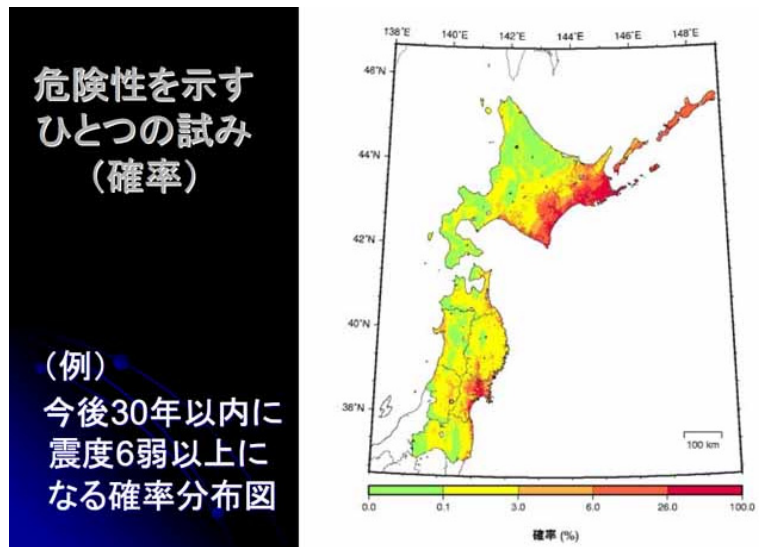 危険性を示す
ひとつの試み
（確率）
（例）
今後30年以内に
震度6弱以上に
なる確率分布図
138°E 140°E 142°E 144°E 146°E 148°E
46°N
44°N
42°N
40°N
38°N
100 km
0.0 0.1 3.0 6.0 26.0 100.0
確率 (%)